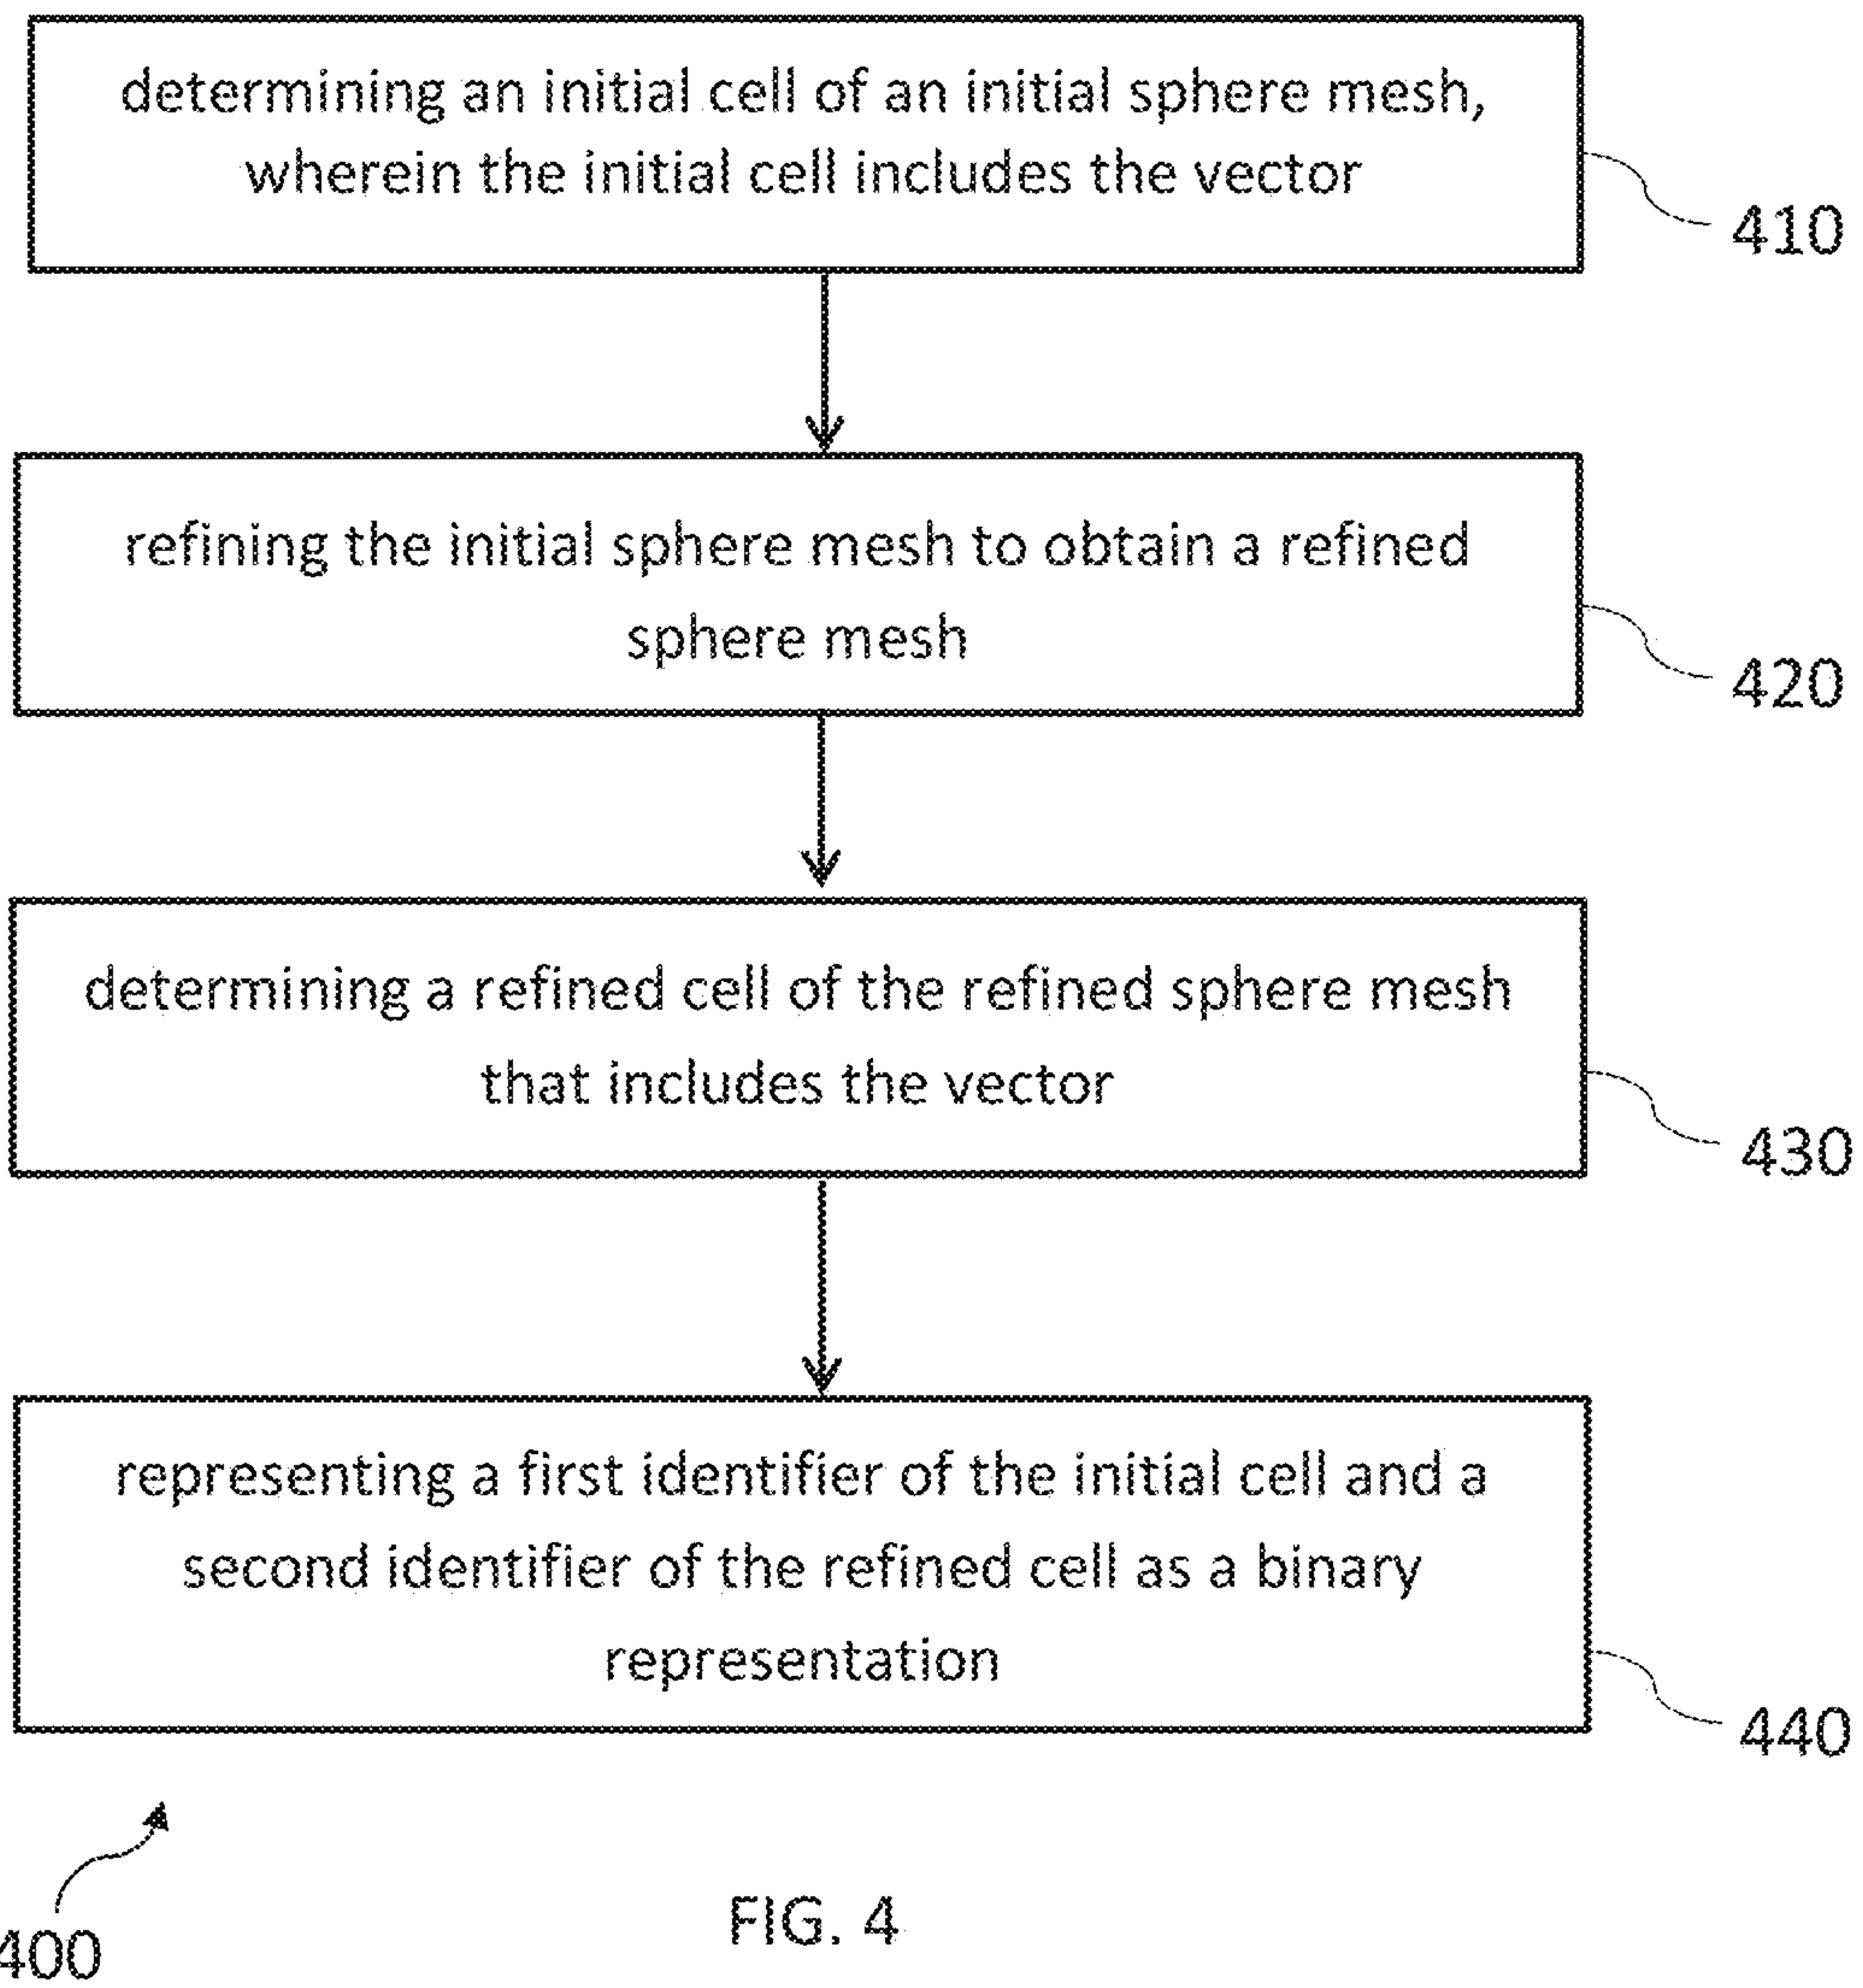 determining an initial cell of an initial sphere mesh,
wherein the initial cell includes the vector
410
refining the initial sphere mesh to obtain a refined
sphere mesh
420
determining a refined cell of the refined sphere mesh
that includes the vector
430
representing a first identifier of the initial cell and a
second identifier of the refined cell as a binary
representation
440
400
FIG. 4